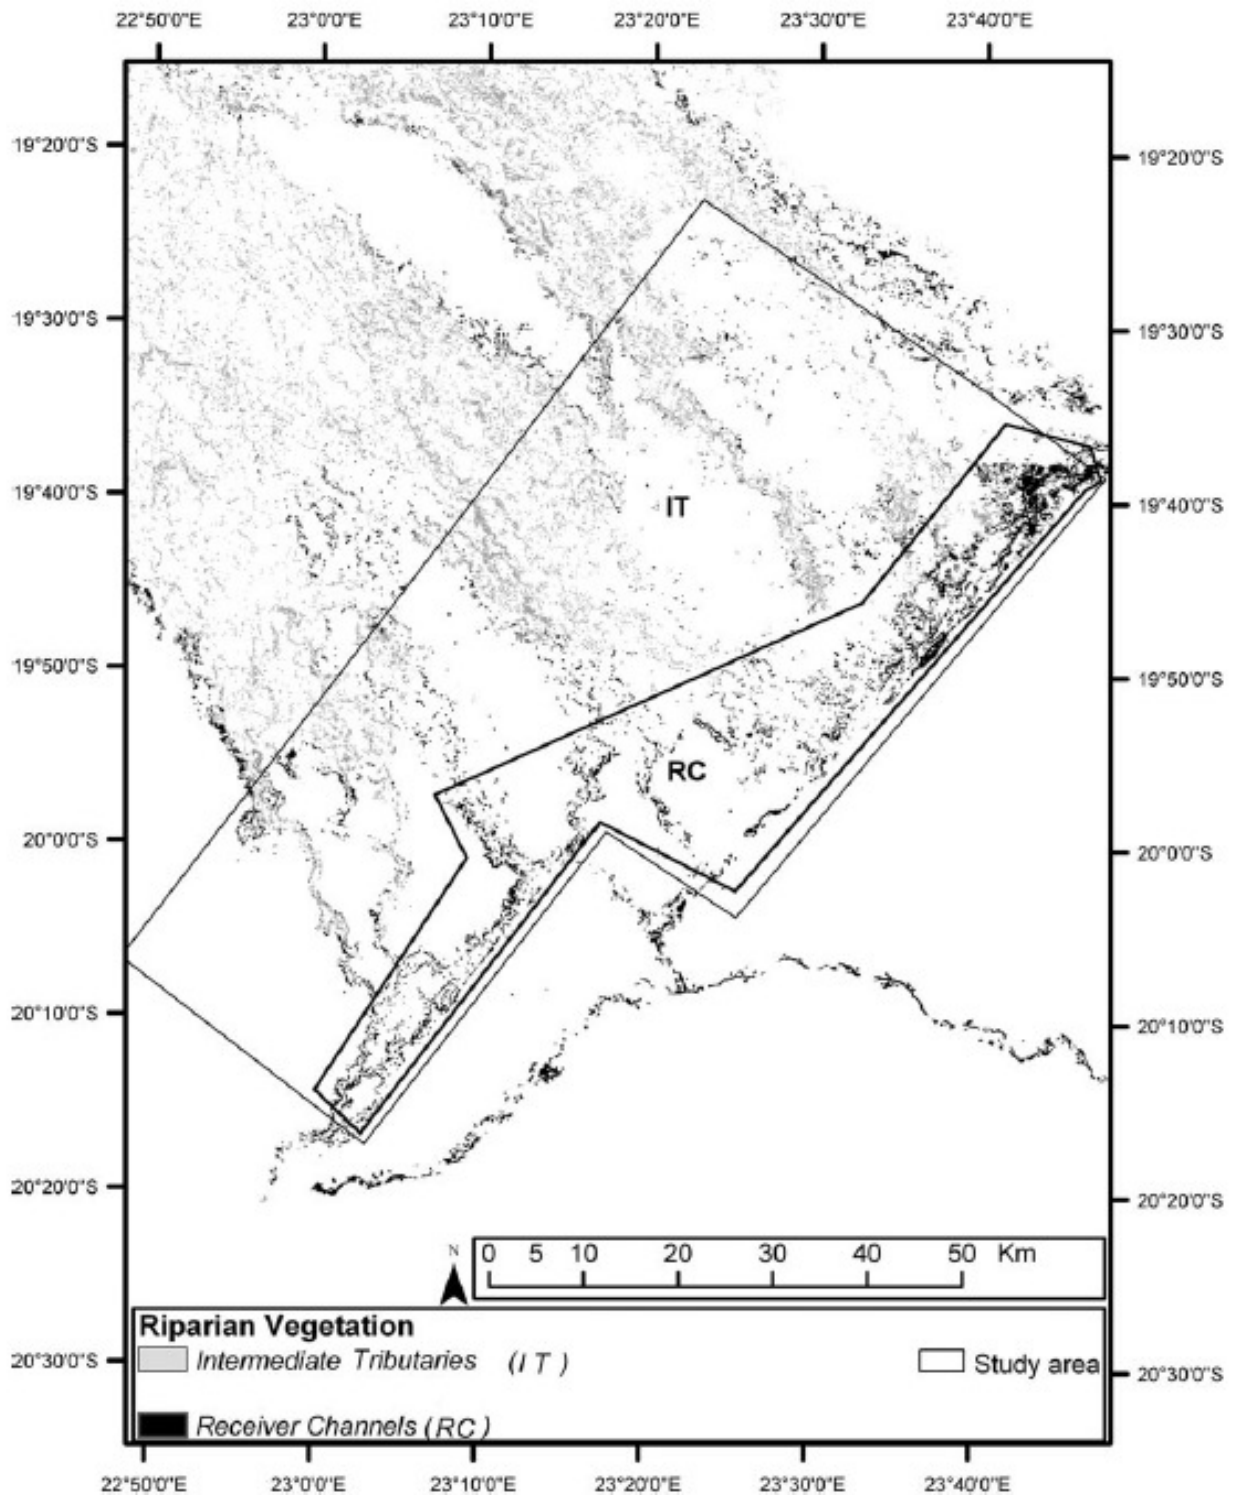 22°50'0"E 23°0'0"E 23°10'0"E 23°20'0"E 23°30'0"E 23°40'0"E
19°20'0"S 19°20'0"S
19°30'0"S 19°30'0"S
19°40'0"S 19°40'0"S
IT
19°50'0"S 19°50'0"S
RC
20°0'0"S 20°0'0"S
20°10'0"S 20°10'0"S
20°20'0"S 20°20'0"S
N 0 5 10 20 30 40 50 Km
Riparian Vegetation
20°30'0"S Intermediate Tributaries (IT) Study area 20°30'0"S
Receiver Channels (RC)
22°50'0"E 23°0'0"E 23°10'0"E 23°20'0"E 23°30'0"E 23°40'0"E